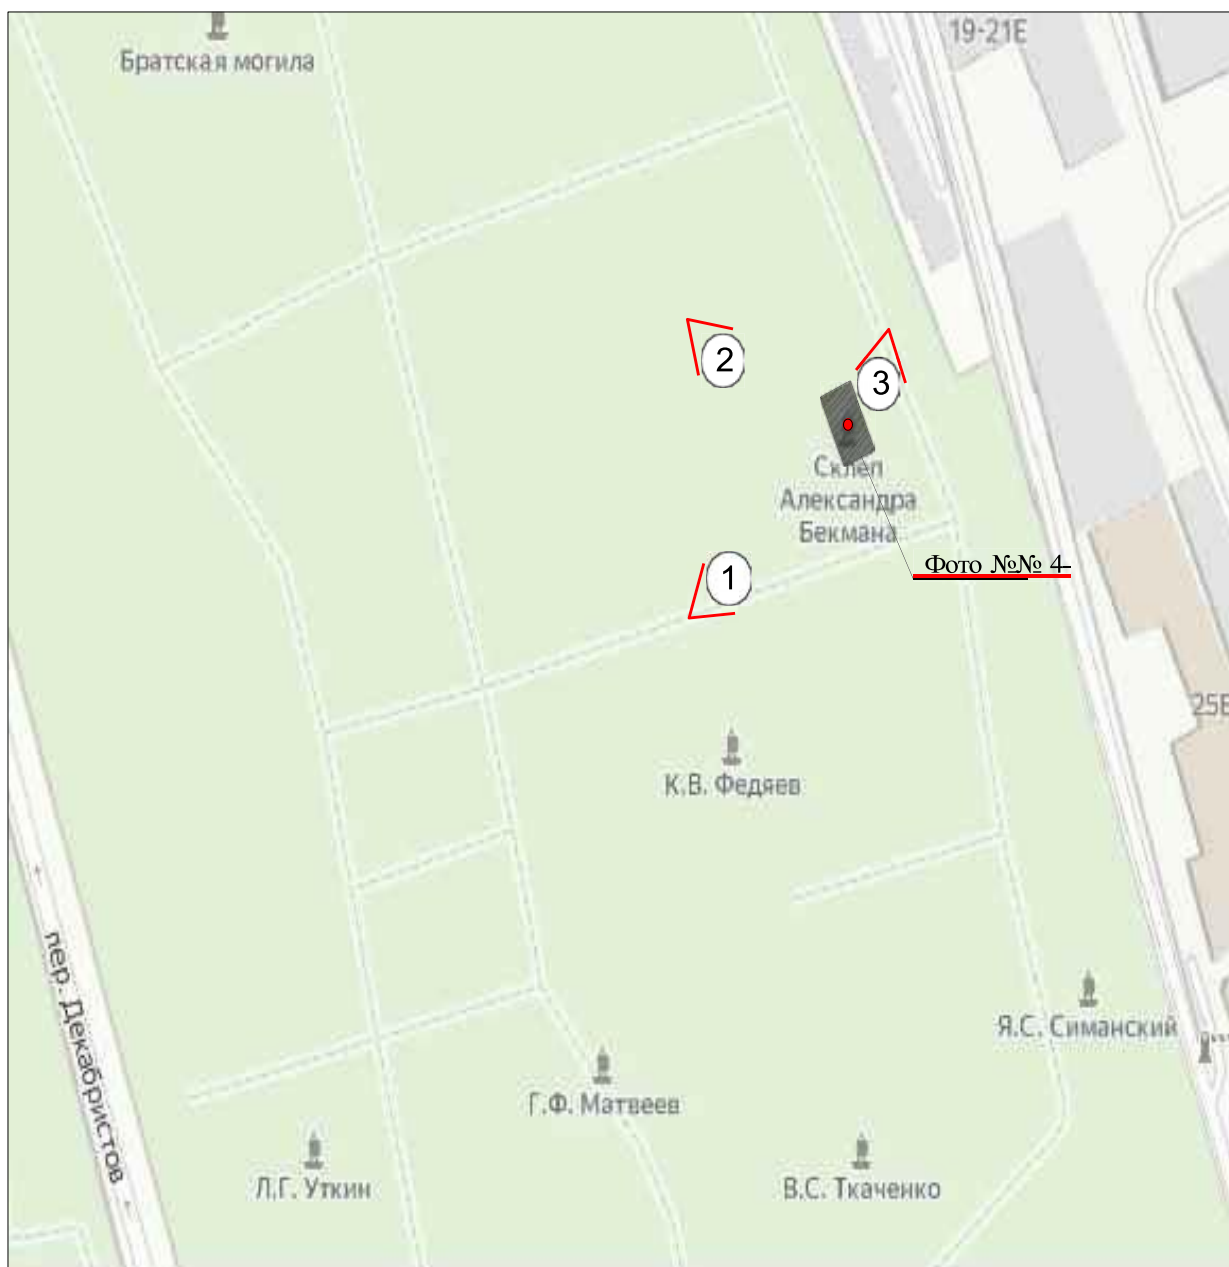 19-21Е
Братская могила
2
3
Склеп
Александра
Бекмана
Фото №№ 4-
1
25Е
К.В. Федяев
пер. Декабристов
Я.С. Симанский
Г.Ф. Матвеев
Л.Г. Уткин
В.С. Ткаченко